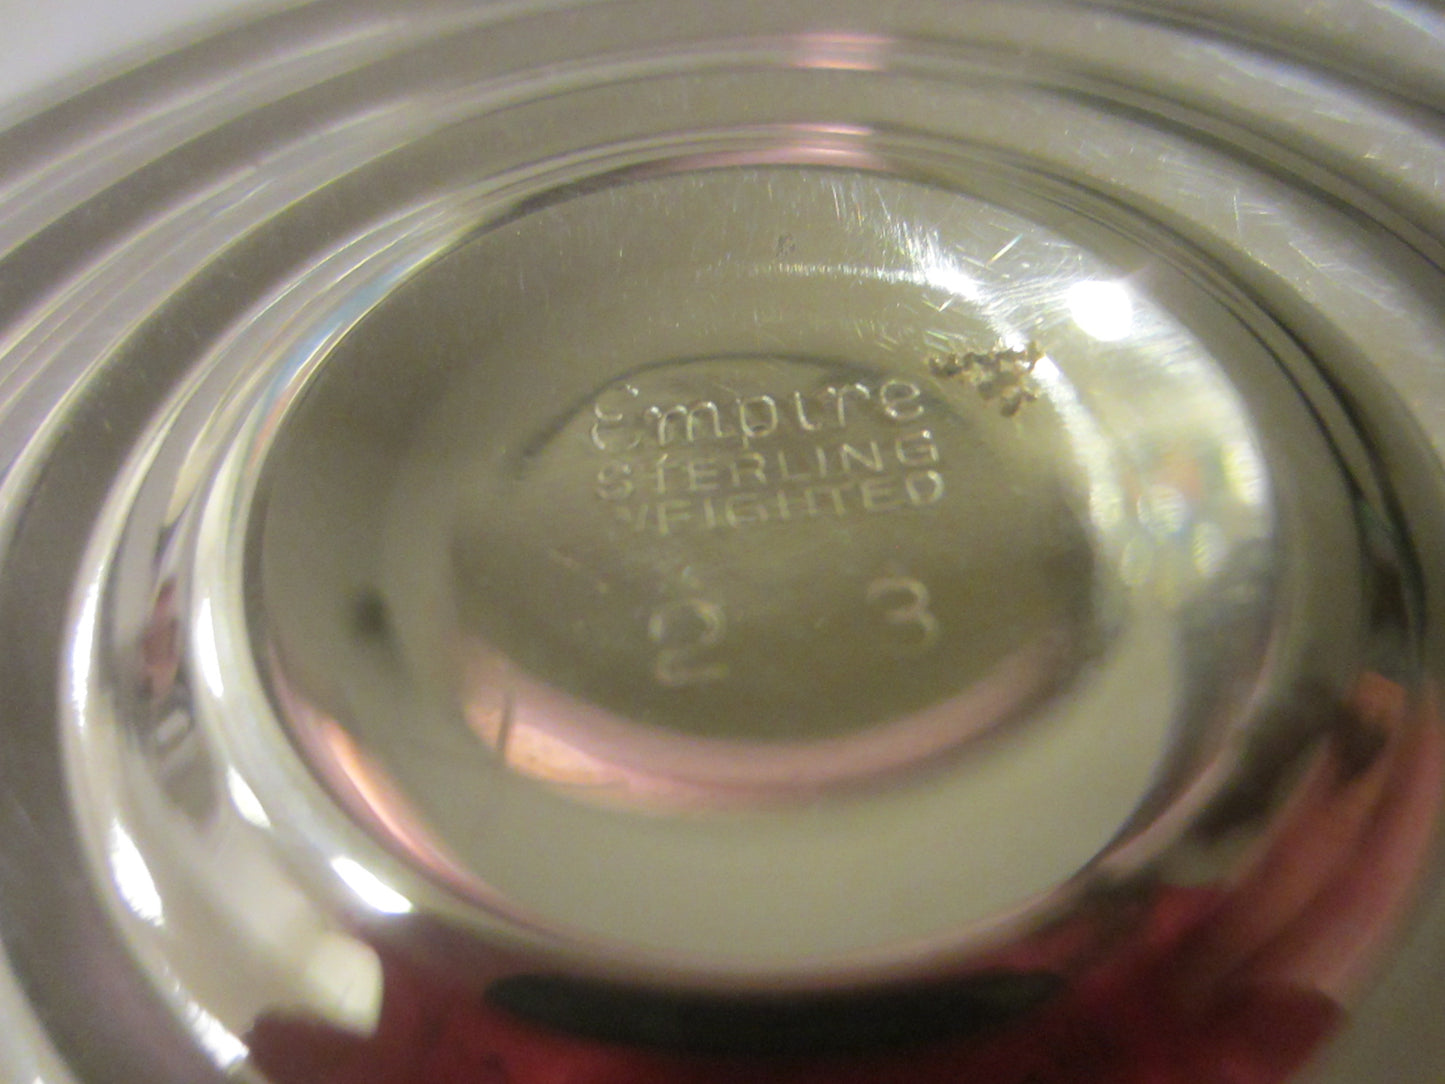 Empire
STERLING
WEIGHTED
2 3